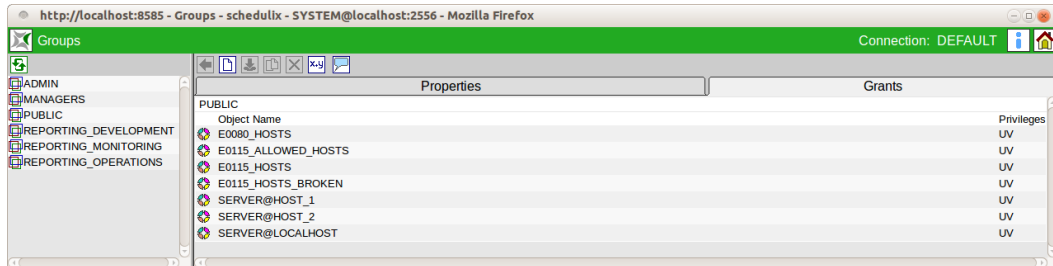 http://localhost:8585 - Groups - schedulix - SYSTEM@localhost:2556 - Mozilla Firefox
Groups
Connection: DEFAULT
ADMIN
MANAGERS
PUBLIC
REPORTING_DEVELOPMENT
REPORTING_MONITORING
REPORTING_OPERATIONS
x.y
Properties
Grants
PUBLIC
Object Name Privileges
E0080_HOSTS UV
E0115_ALLOWED_HOSTS UV
E0115_HOSTS UV
E0115_HOSTS_BROKEN UV
SERVER@HOST_1 UV
SERVER@HOST_2 UV
SERVER@LOCALHOST UV